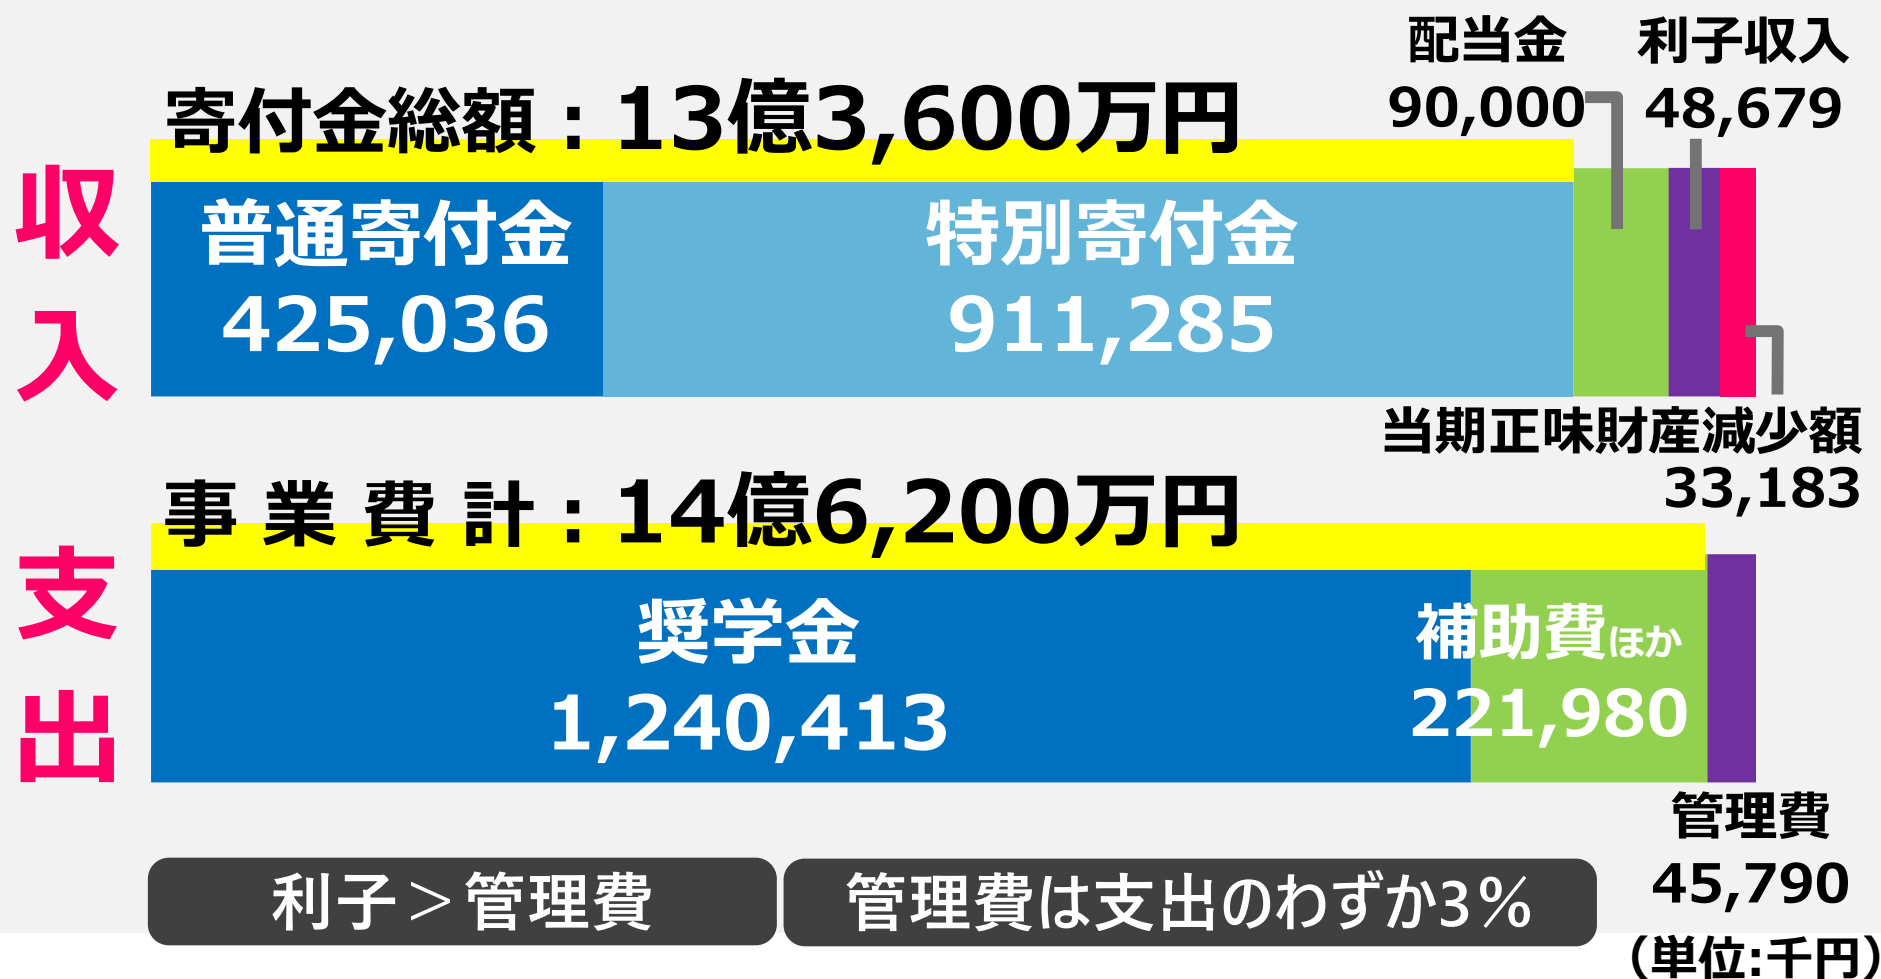 収入
寄付金総額：13億3,600万円
普通寄付金
425,036
特別寄付金
911,285
配当金
90,000
利子収入
48,679
当期正味財産減少額
33,183
支出
事業費計：14億6,200万円
奨学金
1,240,413
補助費ほか
221,980
管理費
45,790
利子＞管理費
管理費は支出のわずか3％
（単位:千円）